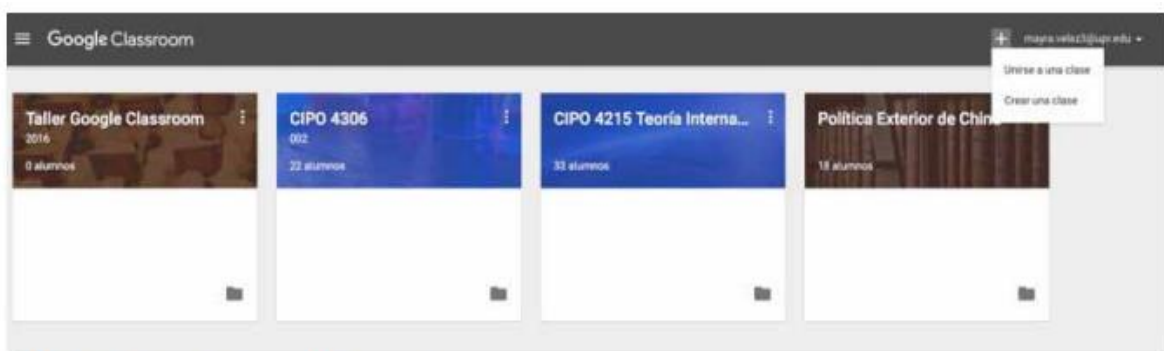 Google Classroom
mayra.velez3@upr.edu
Unirse a una clase
Crear una clase
Taller Google Classroom
2016
0 alumnos
CIPO 4306
002
22 alumnos
CIPO 4215 Teoría Interna...
33 alumnos
Política Exterior de China
18 alumnos